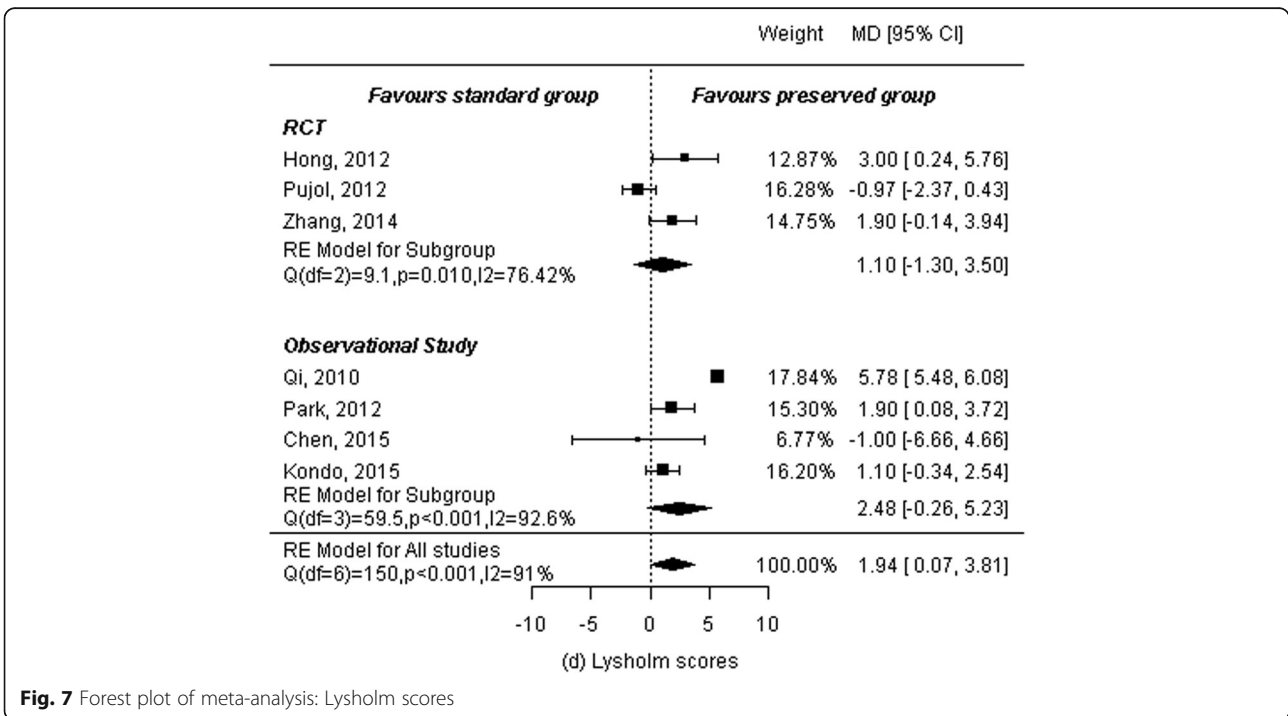 Weight MD [95% CI]
Favours standard group Favours preserved group
RCT
Hong, 2012 12.87% 3.00 [ 0.24, 5.76]
Pujol, 2012 16.28% -0.97 [-2.37, 0.43]
Zhang, 2014 14.75% 1.90 [-0.14, 3.94]
RE Model for Subgroup
Q(df=2)=9.1,p=0.010,I2=76.42% 1.10 [-1.30, 3.50]
Observational Study
Qi, 2010 17.84% 5.78 [ 5.48, 6.08]
Park, 2012 15.30% 1.90 [ 0.08, 3.72]
Chen, 2015 6.77% -1.00 [-6.66, 4.66]
Kondo, 2015 16.20% 1.10 [-0.34, 2.54]
RE Model for Subgroup
Q(df=3)=59.5,p<0.001,I2=92.6% 2.48 [-0.26, 5.23]
RE Model for All studies
Q(df=6)=150,p<0.001,I2=91% 100.00% 1.94 [ 0.07, 3.81]
-10 -5 0 5 10
(d) Lysholm scores
Fig. 7 Forest plot of meta-analysis: Lysholm scores